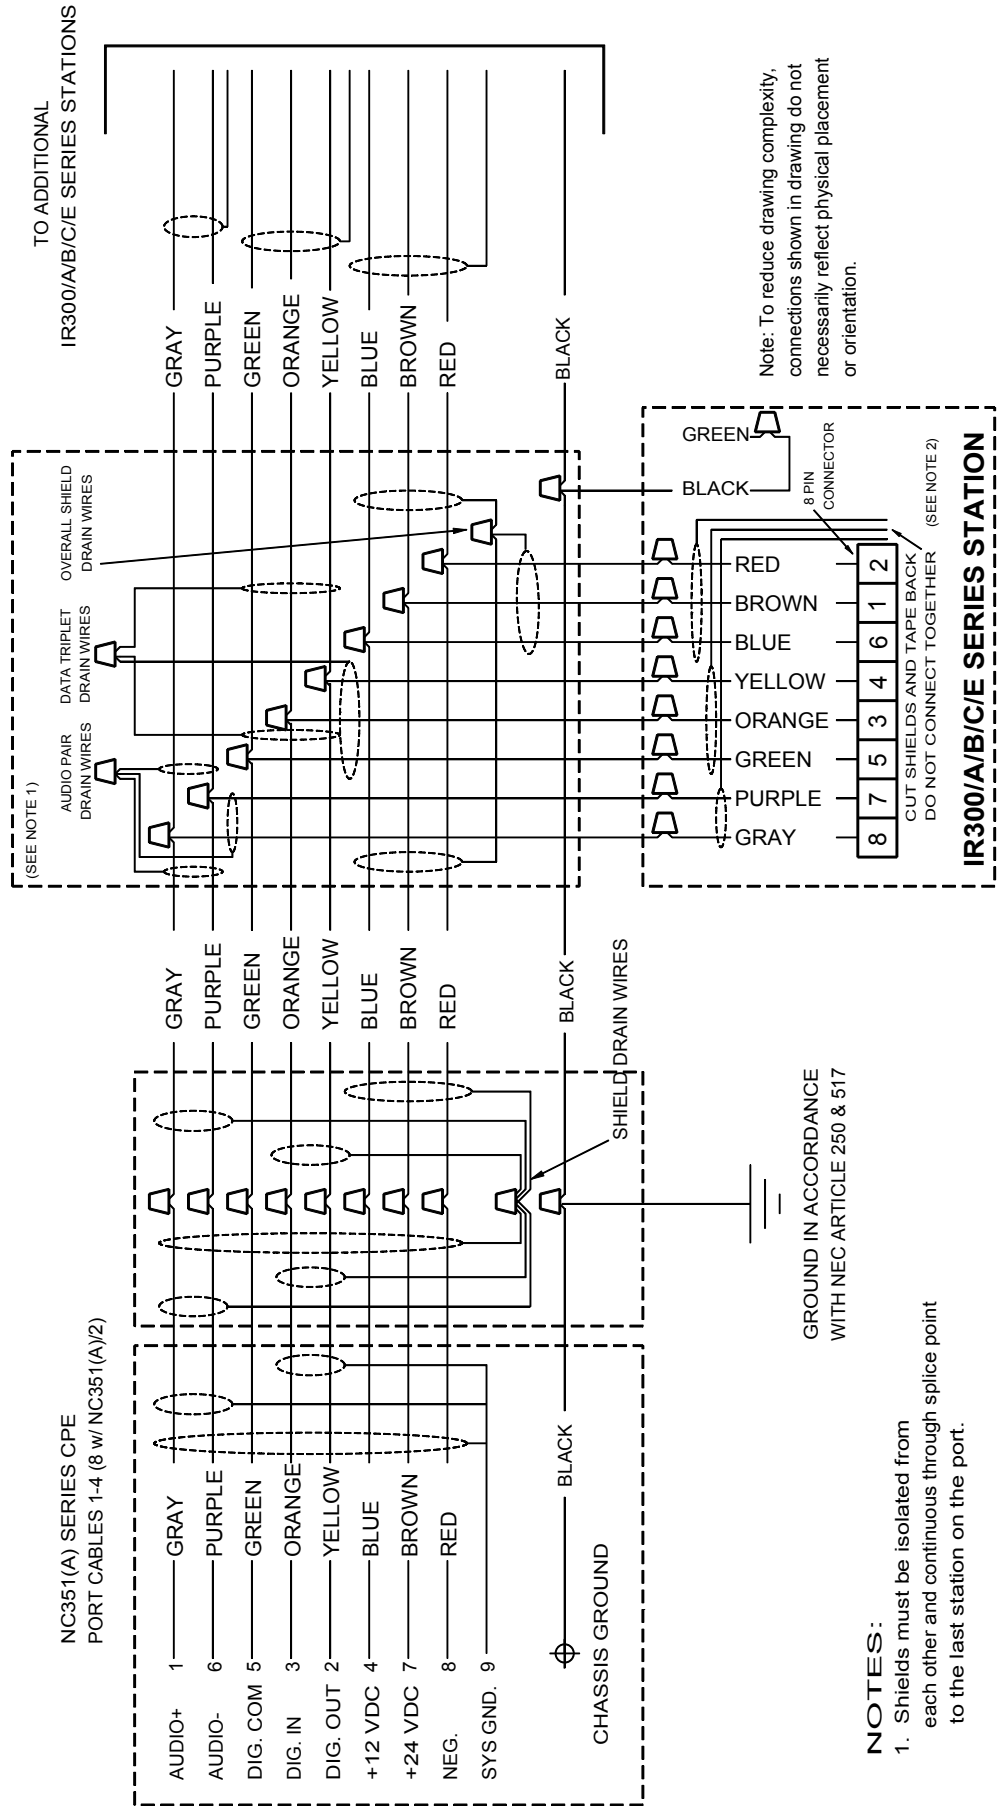 NC351(A) SERIES CPE
PORT CABLES 1-4 (8 w/ NC351(A)/2)
AUDIO+ 1 GRAY
AUDIO- 6 PURPLE
DIG. COM 5 GREEN
DIG. IN 3 ORANGE
DIG. OUT 2 YELLOW
+12 VDC 4 BLUE
+24 VDC 7 BROWN
NEG. 8 RED
SYS GND. 9
BLACK
CHASSIS GROUND
SHIELD DRAIN WIRES
GROUND IN ACCORDANCE
WITH NEC ARTICLE 250 & 517
GRAY
PURPLE
GREEN
ORANGE
YELLOW
BLUE
BROWN
RED
BLACK
(SEE NOTE 1)
AUDIO PAIR
DRAIN WIRES
DATA TRIPLET
DRAIN WIRES
OVERALL SHIELD
DRAIN WIRES
TO ADDITIONAL
IR300/A/B/C/E SERIES STATIONS
GRAY
PURPLE
GREEN
ORANGE
YELLOW
BLUE
BROWN
RED
BLACK
GREEN
BLACK
RED 2
BROWN 1
BLUE 6
YELLOW 4
ORANGE 3
GREEN 5
PURPLE 7
GRAY 8
8 PIN
CONNECTOR
CUT SHIELDS AND TAPE BACK
DO NOT CONNECT TOGETHER (SEE NOTE 2)
IR300/A/B/C/E SERIES STATION
Note: To reduce drawing complexity,
connections shown in drawing do not
necessarily reflect physical placement
or orientation.
NOTES:
1. Shields must be isolated from
each other and continuous through splice point
to the last station on the port.